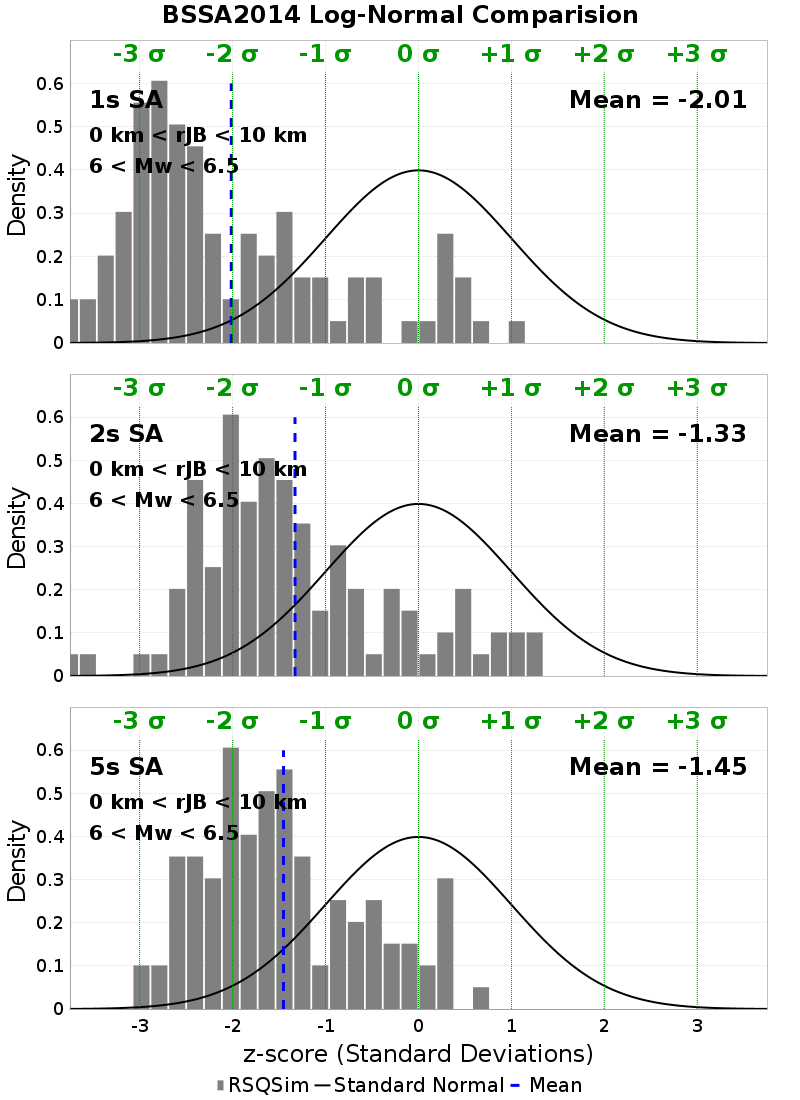 BSSA2014 Log-Normal Comparision
-3 σ -2 σ -1 σ 0 σ +1 σ +2 σ +3 σ
1s SA Mean = -2.01
0 km < rJB < 10 km
6 < Mw < 6.5
0.6
0.5
0.4
0.3
0.2
0.1
0
Density
-3 σ -2 σ -1 σ 0 σ +1 σ +2 σ +3 σ
2s SA Mean = -1.33
0 km < rJB < 10 km
6 < Mw < 6.5
0.6
0.5
0.4
0.3
0.2
0.1
0
Density
-3 σ -2 σ -1 σ 0 σ +1 σ +2 σ +3 σ
5s SA Mean = -1.45
0 km < rJB < 10 km
6 < Mw < 6.5
0.6
0.5
0.4
0.3
0.2
0.1
0
Density
-3 -2 -1 0 1 2 3
z-score (Standard Deviations)
RSQSim Standard Normal Mean